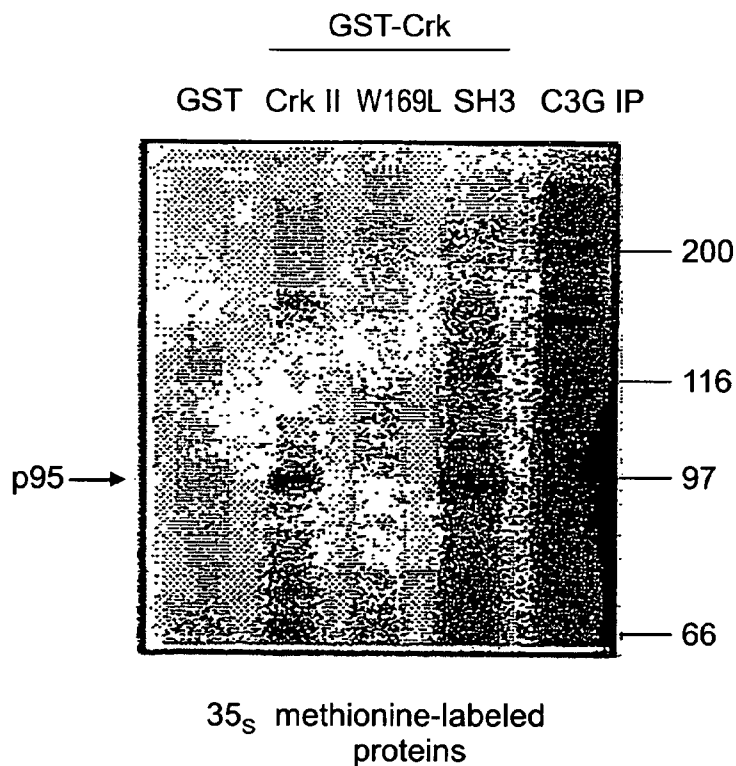 GST-Crk
GST Crk II W169L SH3 C3G IP
200
116
p95 97
66
35S methionine-labeled
proteins